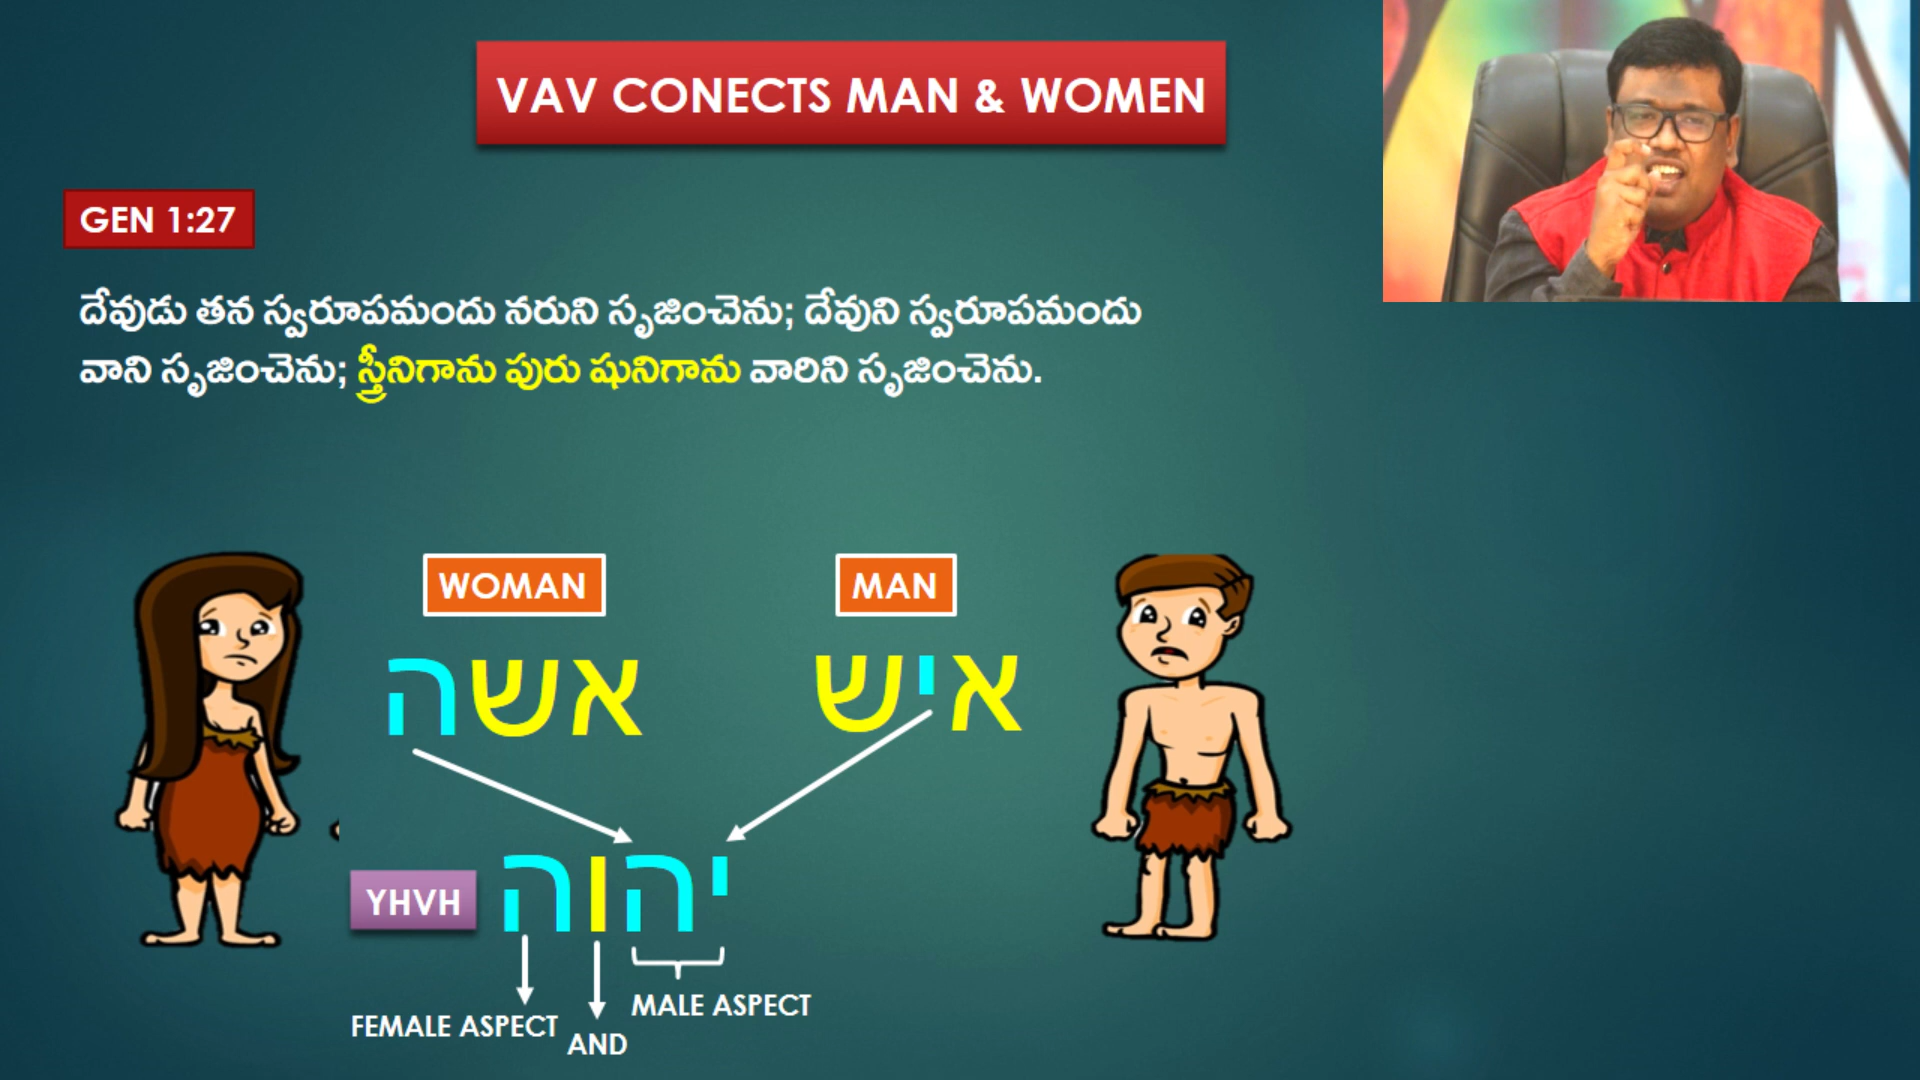 VAV CONECTS MAN & WOMEN
GEN 1:27
దేవుడు తన స్వరూపమందు నరుని సృజించెను; దేవుని స్వరూపమందు
వాని సృజించెను; స్త్రీనిగాను పురు షునిగాను వారిని సృజించెను.
WOMAN
MAN
אשה
איש
YHVH
יהוה
FEMALE ASPECT
AND
MALE ASPECT